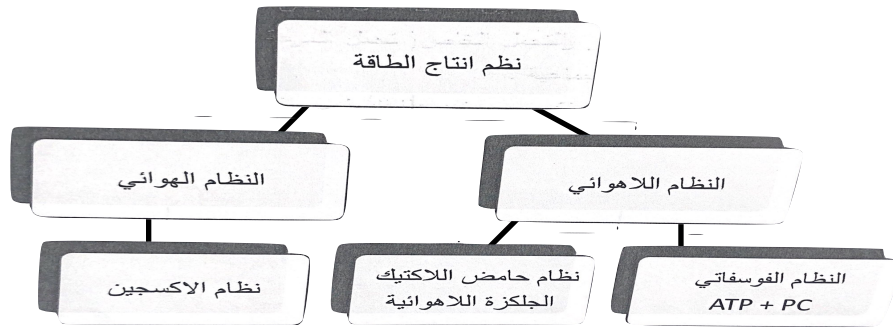 نظم انتاج الطاقة
النظام اللاهوائي
النظام الهوائي
النظام الفوسفاتي
ATP + PC
نظام حامض اللاكتيك
الجلكزة اللاهوائية
نظام الاكسجين